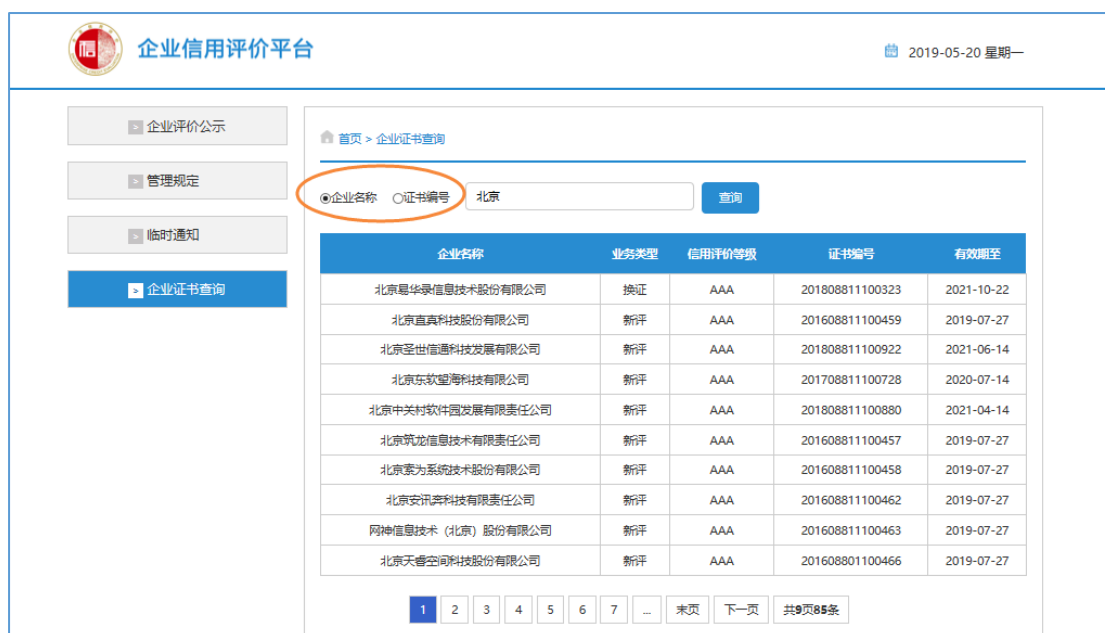 企业信用评价平台
2019-05-20 星期一
企业评价公示
管理规定
临时通知
企业证书查询
首页 > 企业证书查询
企业名称 证书编号 北京 查询
企业名称 业务类型 信用评价等级 证书编号 有效期至
北京易华录信息技术股份有限公司 换证 AAA 201808811100323 2021-10-22
北京直真科技股份有限公司 新评 AAA 201608811100459 2019-07-27
北京圣世信通科技发展有限公司 新评 AAA 201808811100922 2021-06-14
北京东软望海科技有限公司 新评 AAA 201708811100728 2020-07-14
北京中关村软件园发展有限责任公司 新评 AAA 201808811100880 2021-04-14
北京筑龙信息技术有限责任公司 新评 AAA 201608811100457 2019-07-27
北京索为系统技术股份有限公司 新评 AAA 201608811100458 2019-07-27
北京安讯奔科技有限责任公司 新评 AAA 201608811100462 2019-07-27
网神信息技术（北京）股份有限公司 新评 AAA 201608811100463 2019-07-27
北京天睿空间科技股份有限公司 新评 AAA 201608801100466 2019-07-27
1 2 3 4 5 6 7 ... 末页 下一页 共9页85条